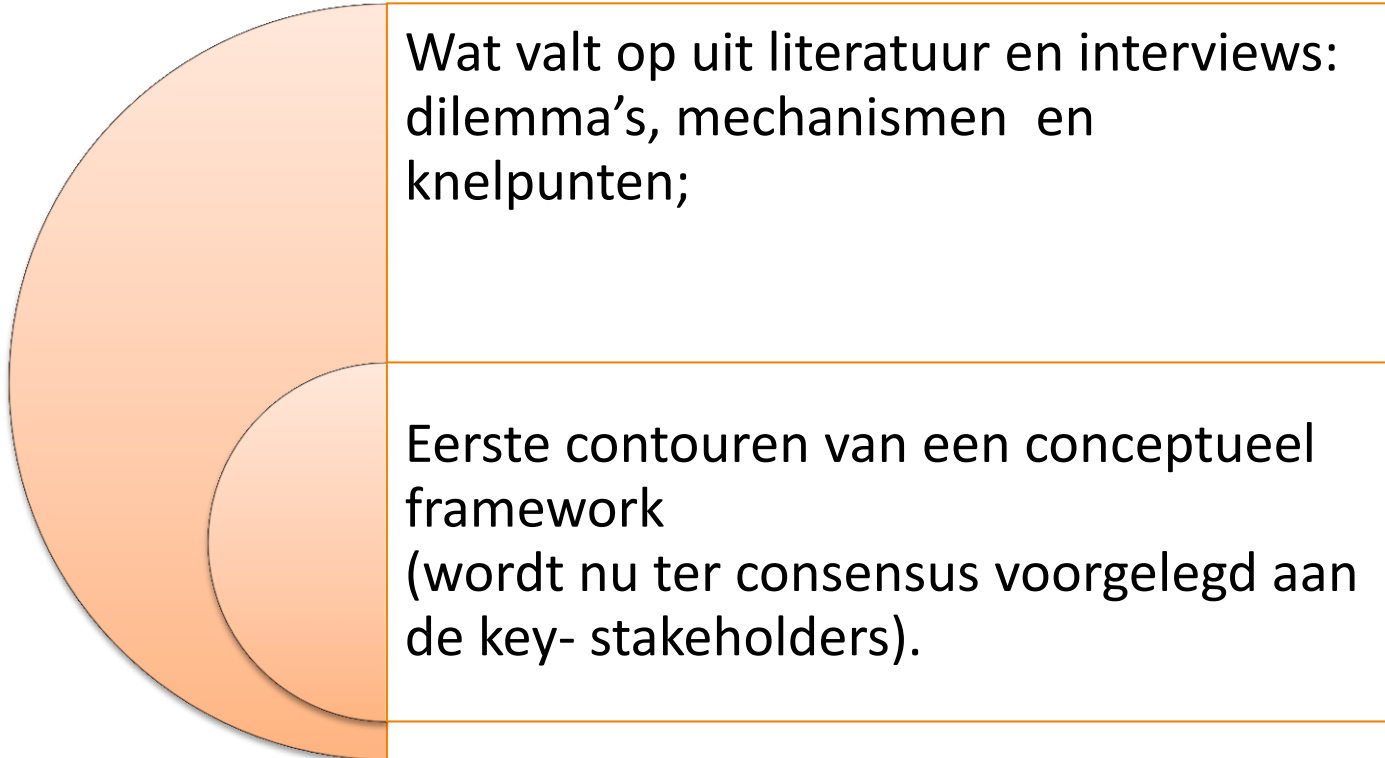 Wat valt op uit literatuur en interviews:
dilemma’s, mechanismen  en
knelpunten;
Eerste contouren van een conceptueel
framework
(wordt nu ter consensus voorgelegd aan
de key- stakeholders).